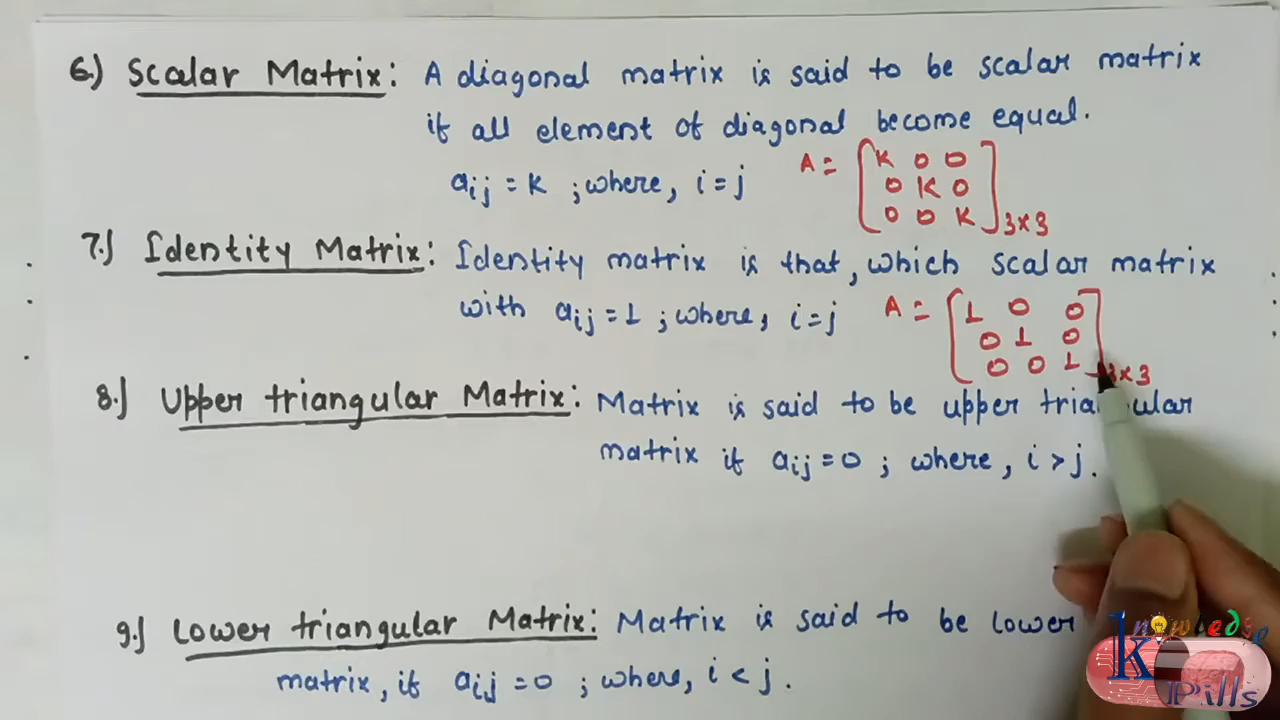 6.) Scalar Matrix: A diagonal matrix is said to be scalar matrix
if all element of diagonal become equal.
aij = K ; where, i = j
A = [K 0 0
0 K 0
0 0 K] 3×3
7.) Identity Matrix: Identity matrix is that, which scalar matrix
with aij = 1 ; where, i = j
A = [1 0 0
0 1 0
0 0 1] 3×3
8.) Upper triangular Matrix: Matrix is said to be upper triangular
matrix if aij = 0 ; where, i > j.
9.) Lower triangular Matrix: Matrix is said to be lower
matrix, if aij = 0 ; where, i < j.
Knowledge
Pills